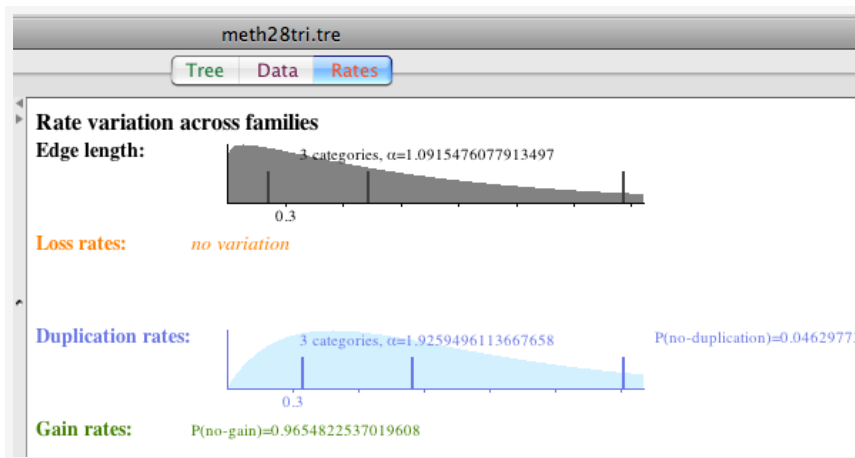 meth28tri.tre
Tree Data Rates
Rate variation across families
Edge length: 3 categories, α=1.0915476077913497
0.3
Loss rates: no variation
Duplication rates: 3 categories, α=1.9259496113667658 P(no-duplication)=0.0462977
0.3
Gain rates: P(no-gain)=0.9654822537019608